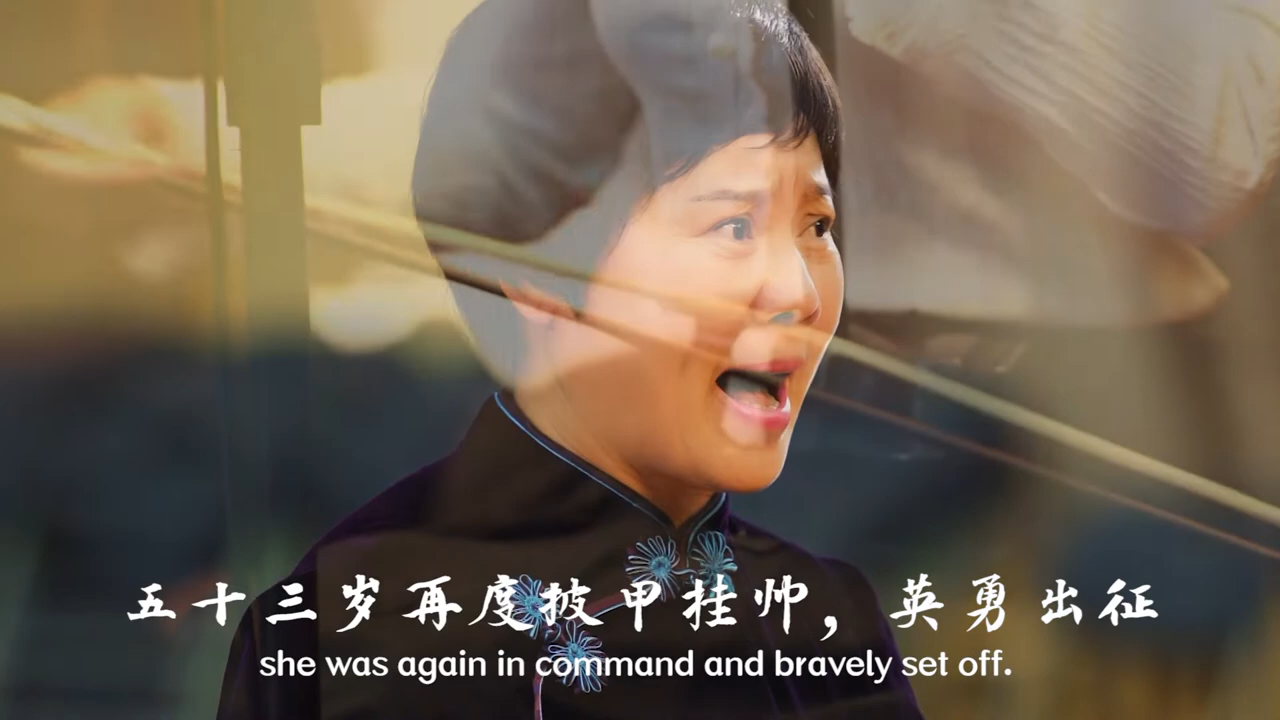 五十三岁再度披甲挂帅，英勇出征
she was again in command and bravely set off.